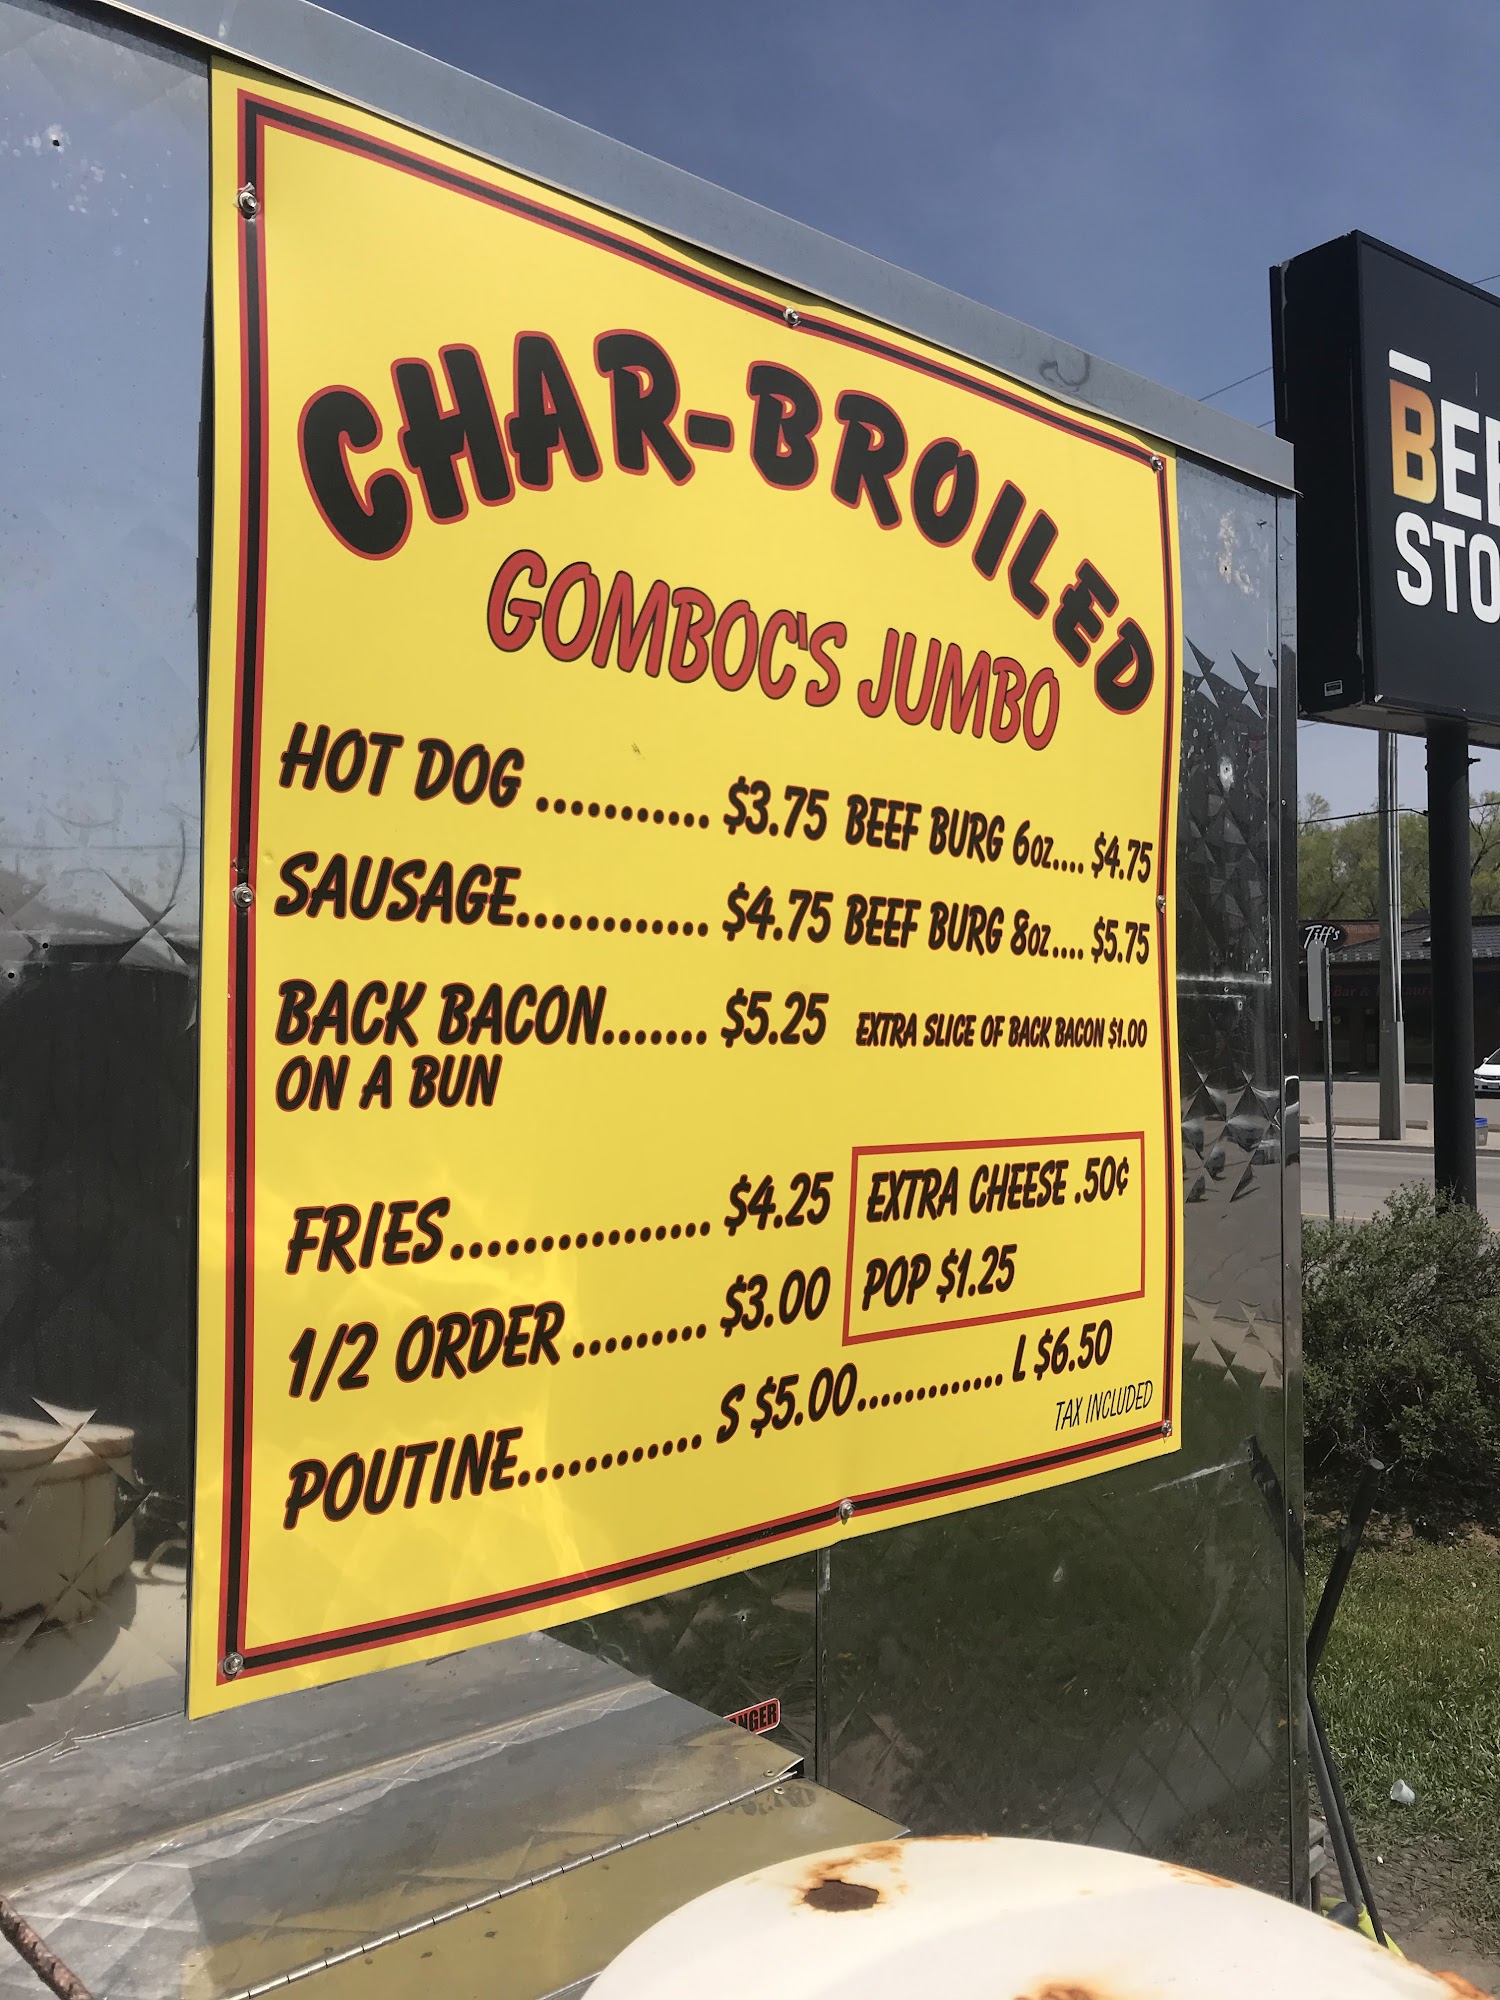 CHAR-BROILED
GOMBOC'S JUMBO
HOT DOG ............ $3.75 BEEF BURG 6OZ.... $4.75
SAUSAGE............. $4.75 BEEF BURG 8OZ.... $5.75
BACK BACON....... $5.25 EXTRA SLICE OF BACK BACON $1.00
ON A BUN
FRIES.................. $4.25 EXTRA CHEESE .50¢
1/2 ORDER ......... $3.00 POP $1.25
POUTINE............. S $5.00............. L $6.50
TAX INCLUDED
STO
Tiff's
Bar &